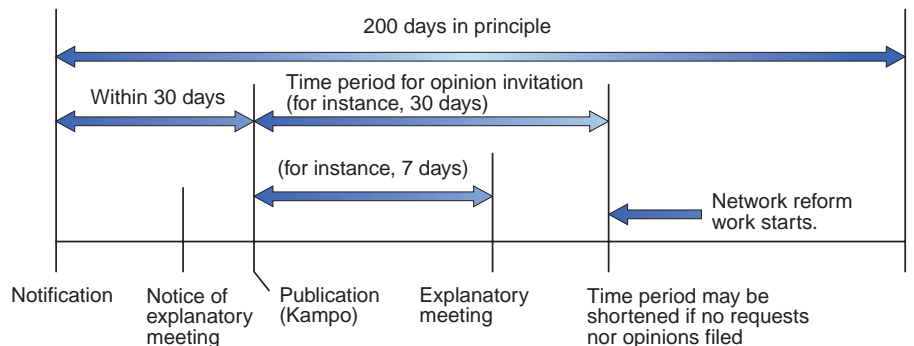 200 days in principle
Within 30 days
Time period for opinion invitation
(for instance, 30 days)
(for instance, 7 days)
Network reform
work starts.
Notification
Notice of
explanatory
meeting
Publication
(Kampo)
Explanatory
meeting
Time period may be
shortened if no requests
nor opinions filed